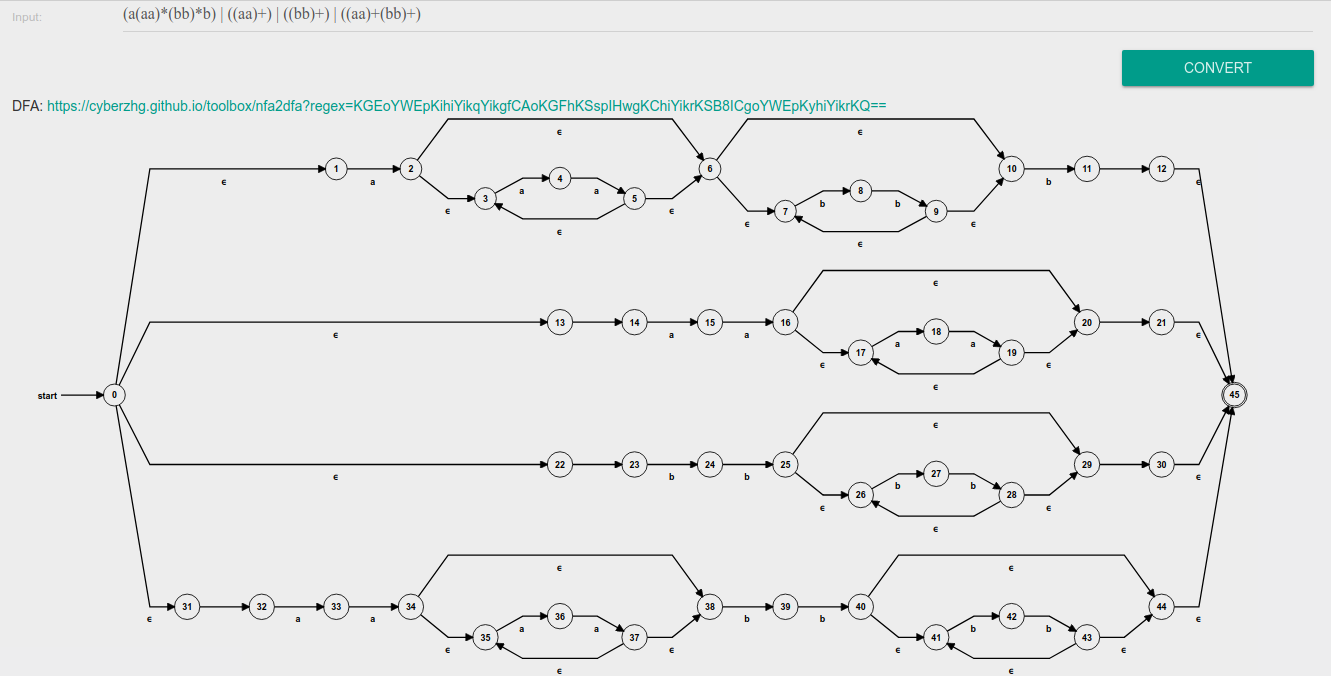 Input:
(a(aa)*(bb)*b) | ((aa)+) | ((bb)+) | ((aa)+(bb)+)
CONVERT
DFA: https://cyberzhg.github.io/toolbox/nfa2dfa?regex=KGEoYWEpKihiYikqYikgfCAoKGFhKSspIHwgKChiYikrKSB8ICgoYWEpKyhiYikrKQ==
ϵ ϵ
1 2 4 6 10 11 12
ϵ a a a b ϵ
3 5 8
b b
ϵ ϵ 7 9
ϵ ϵ
ϵ ϵ
ϵ
13 14 15 16 18 20 21
ϵ a a a a ϵ
17 19
ϵ ϵ
ϵ
start 0 45
ϵ
22 23 24 25 27 29 30
ϵ b b b b ϵ
26 28
ϵ ϵ
ϵ
ϵ ϵ
31 32 33 34 36 38 39 40 42 44
ϵ a a a a b b b b ϵ
35 37 41 43
ϵ ϵ ϵ ϵ
ϵ ϵ